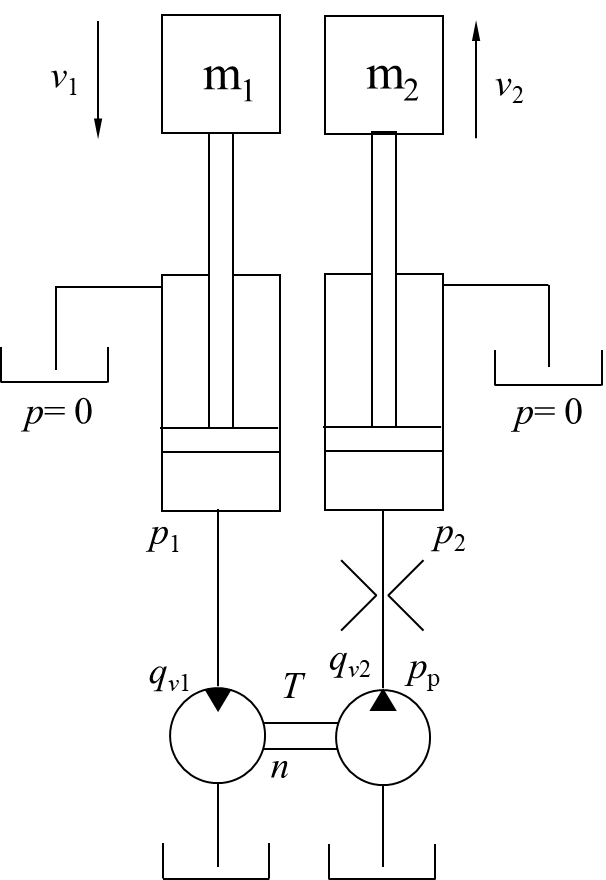 m₁
m₂
v₁
v₂
p= 0
p= 0
p₁
p₂
qᵥ₁
T
qᵥ₂
pₚ
n